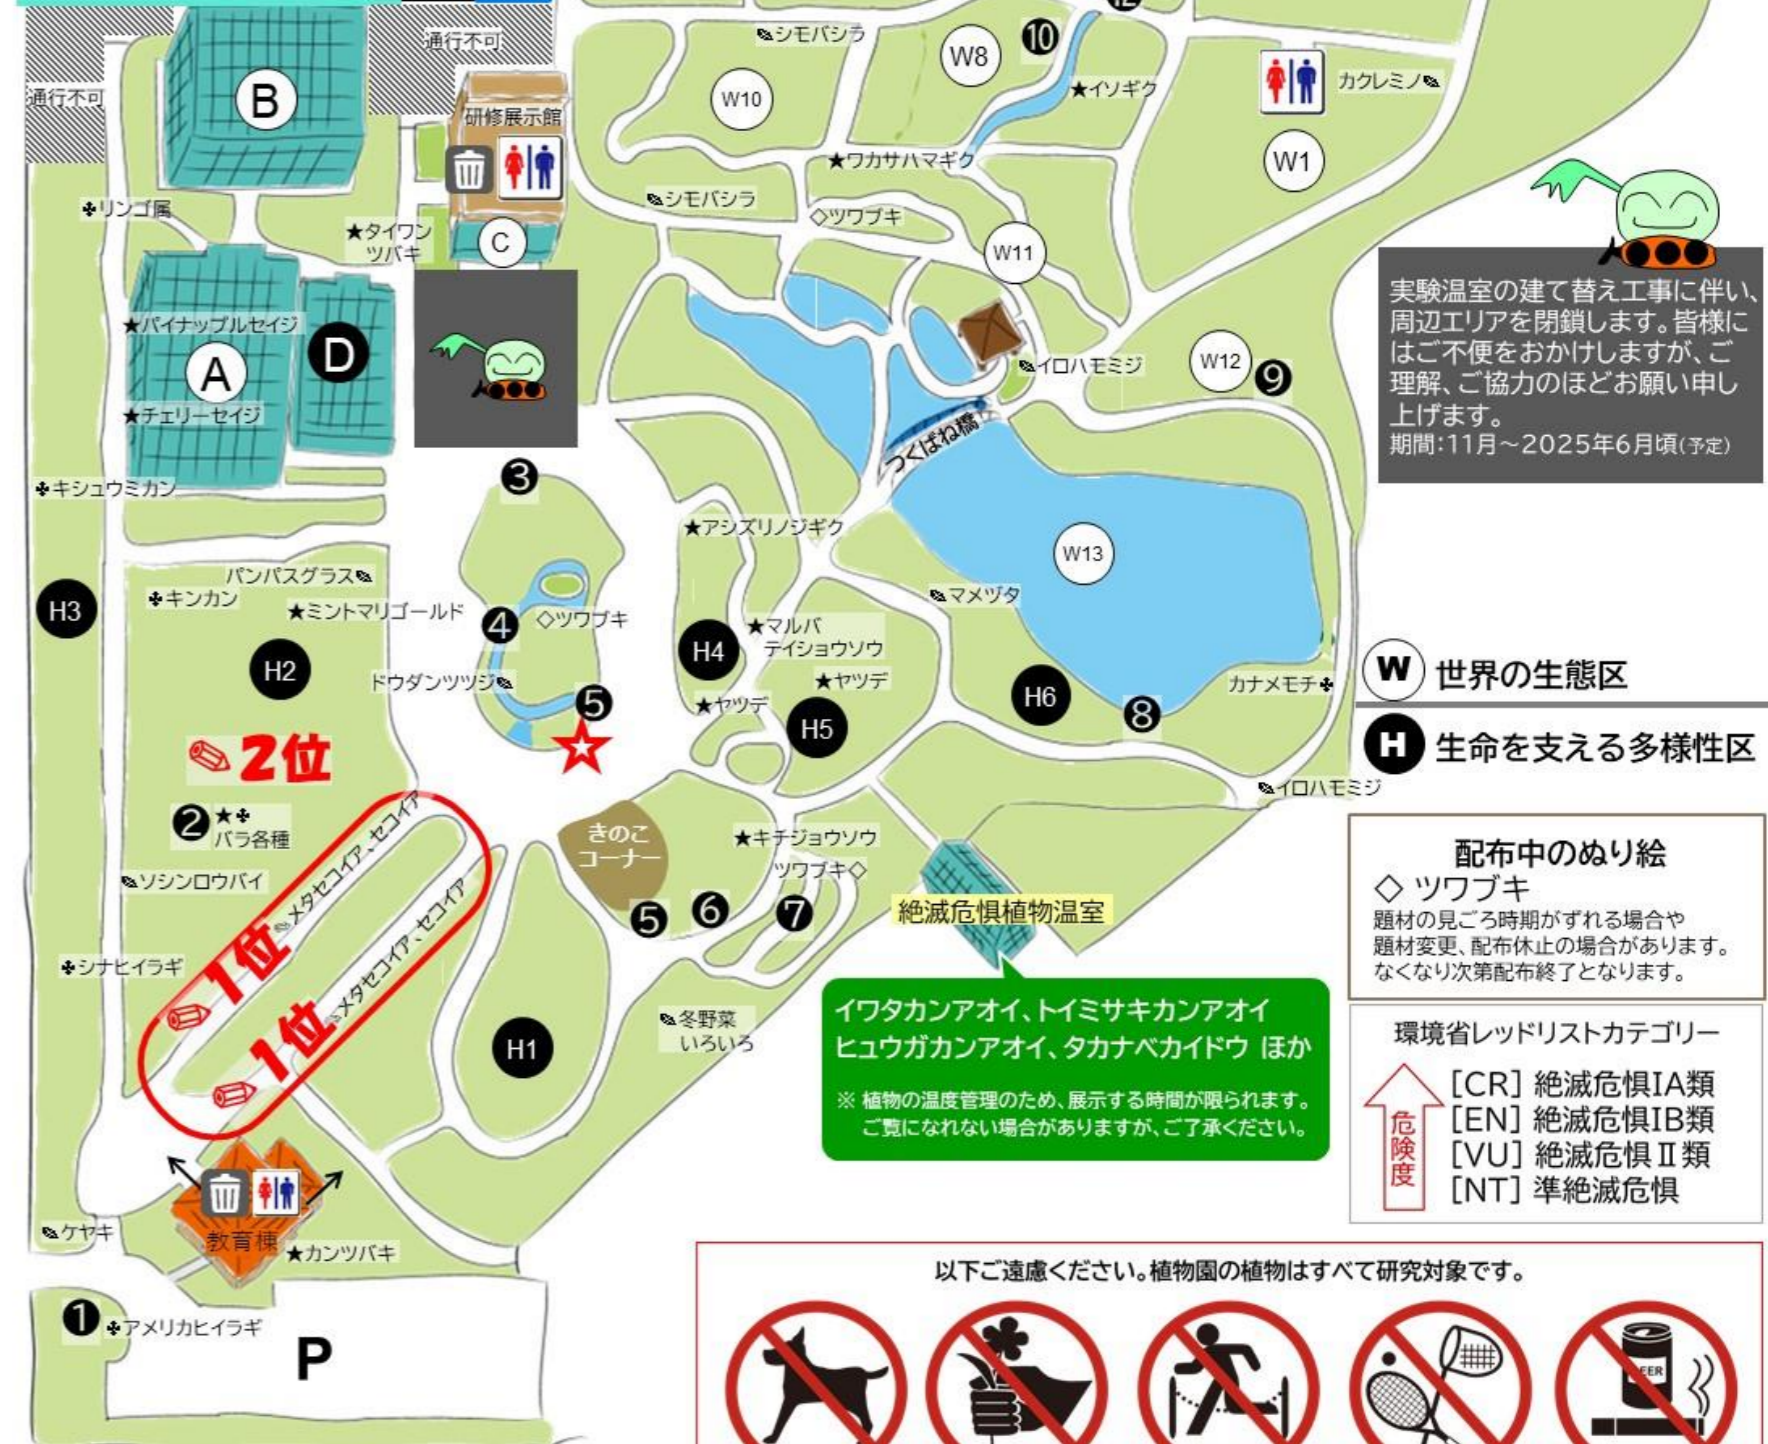 12
通行不可
シモバシラ
10
W8
B
通行不可
研修展示館
W10
★イソギク
カクレミノ
★ワカサハマギク
W1
リンゴ属
シモバシラ
◇ツワブキ
★タイワン
ツバキ
C
W11
実験温室の建て替え工事に伴い、
周辺エリアを閉鎖します。皆様に
はご不便をおかけしますが、ご
理解、ご協力のほどお願い申し
上げます。
期間:11月～2025年6月頃(予定)
★パイナップルセイジ
A
D
★チェリーセイジ
イロハモミジ
W12
9
つくばね橋
3
キシュウミカン
★アシズリノジギク
W13
パンパスグラス
キンカン
★ミントマリゴールド
H3
4
◇ツワブキ
マメヅタ
H2
H4
★マルバ
テイショウソウ
ドウダンツツジ
★ヤツデ
5
★ヤツデ
H5
H6
8
カナメモチ
W 世界の生態区
H 生命を支える多様性区
2位
イロハモミジ
2 ★
バラ各種
きのこ
コーナー
★キチジョウソウ
ツワブキ◇
ソシンロウバイ
メタセコイア、セコイア
1位
メタセコイア、セコイア
1位
5
6
7
絶滅危惧植物温室
配布中のぬり絵
◇ ツワブキ
題材の見ごろ時期がずれる場合や
題材変更、配布休止の場合があります。
なくなり次第配布終了となります。
シナヒイラギ
H1
冬野菜
いろいろ
イワタカンアオイ、トイミサキカンアオイ
ヒュウガカンアオイ、タカナベカイドウ ほか
※ 植物の温度管理のため、展示する時間が限られます。
ご覧になれない場合がありますが、ご了承ください。
環境省レッドリストカテゴリー
危険度
[CR] 絶滅危惧IA類
[EN] 絶滅危惧IB類
[VU] 絶滅危惧Ⅱ類
[NT] 準絶滅危惧
ケヤキ
教育棟
★カンツバキ
1
アメリカヒイラギ
P
以下ご遠慮ください。植物園の植物はすべて研究対象です。
BEER